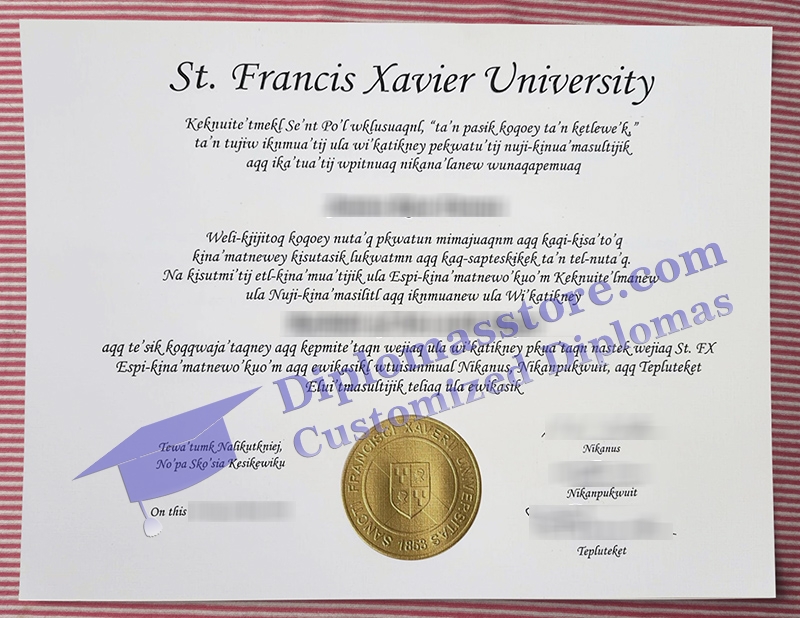 St. Francis Xavier University
Keknuite'tmekl Se'nt Po'l wklusuaqnl, "ta'n pasik koqoey ta'n ketlewe'k,"
ta'n tujiw iknmua'tij ula wi'katikney pekwatu'tij nuji-kinua'masultijik
aqq ika'tua'tij wpitnuaq nikana'lanew wunaqapemuaq
Weli-kjijitoq koqoey nuta'q pkwatun mimajuaqnm aqq kaqi-kisa'to'q
kina'matnewey kisutasik lukwatmn aqq kaq-sapteskikek ta'n tel-nuta'q.
Na kisutmi'tij etl-kina'mua'tijik ula Espi-kina'matnewo'kuo'm Keknuite'lmanew
ula Nuji-kina'masilitl aqq iknmuanew ula Wi'katikney
aqq te'sik koqqwaja'taqney aqq kepmite'taqn wejiaq ula wi'katikney pkua'taqn nastek wejiaq St. FX
Espi-kina'matnewo'kuo'm aqq ewikasikl wtuisunmual Nikanus, Nikanpukwuit, aqq Tepluteket
Elui'tmasultijik teliaq ula ewikasik
Diplomasstore.com
Customized Diplomas
Tewa'tumk Nalikutkniej,
No'pa Sko'sia Kesikewiku
On this
SANCTI FRANCISCI XAVERII UNIVERSITAS
1853
Nikanus
Nikanpukwuit
Tepluteket